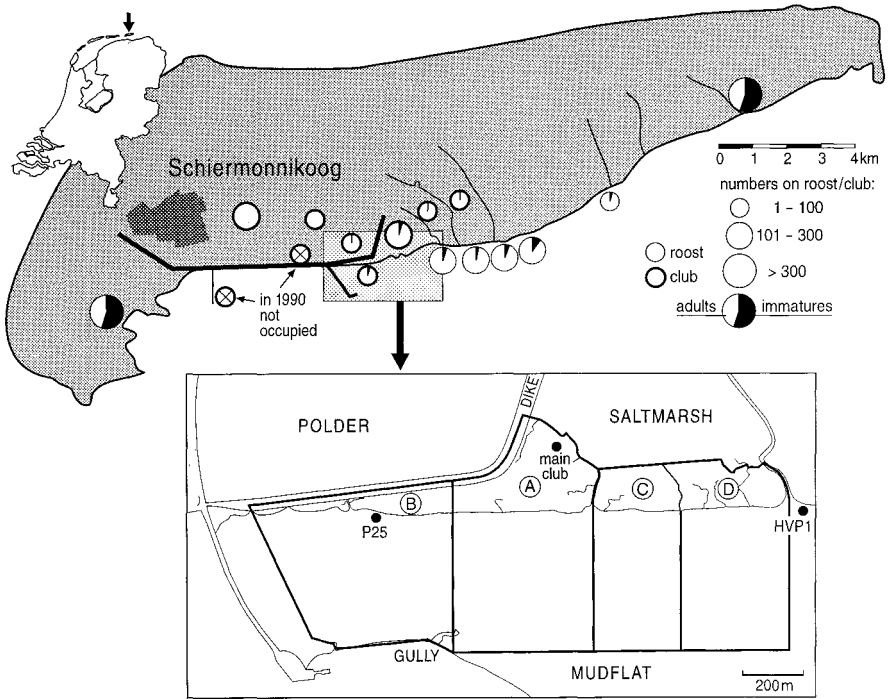 Schiermonnikoog
0 1 2 3 4km
numbers on roost/club:
1 – 100
101 – 300
> 300
roost
club
adults immatures
in 1990
not
occupied
POLDER
DIKE
SALTMARSH
main
club
A
B
C
D
P25
HVP1
GULLY
MUDFLAT
200m